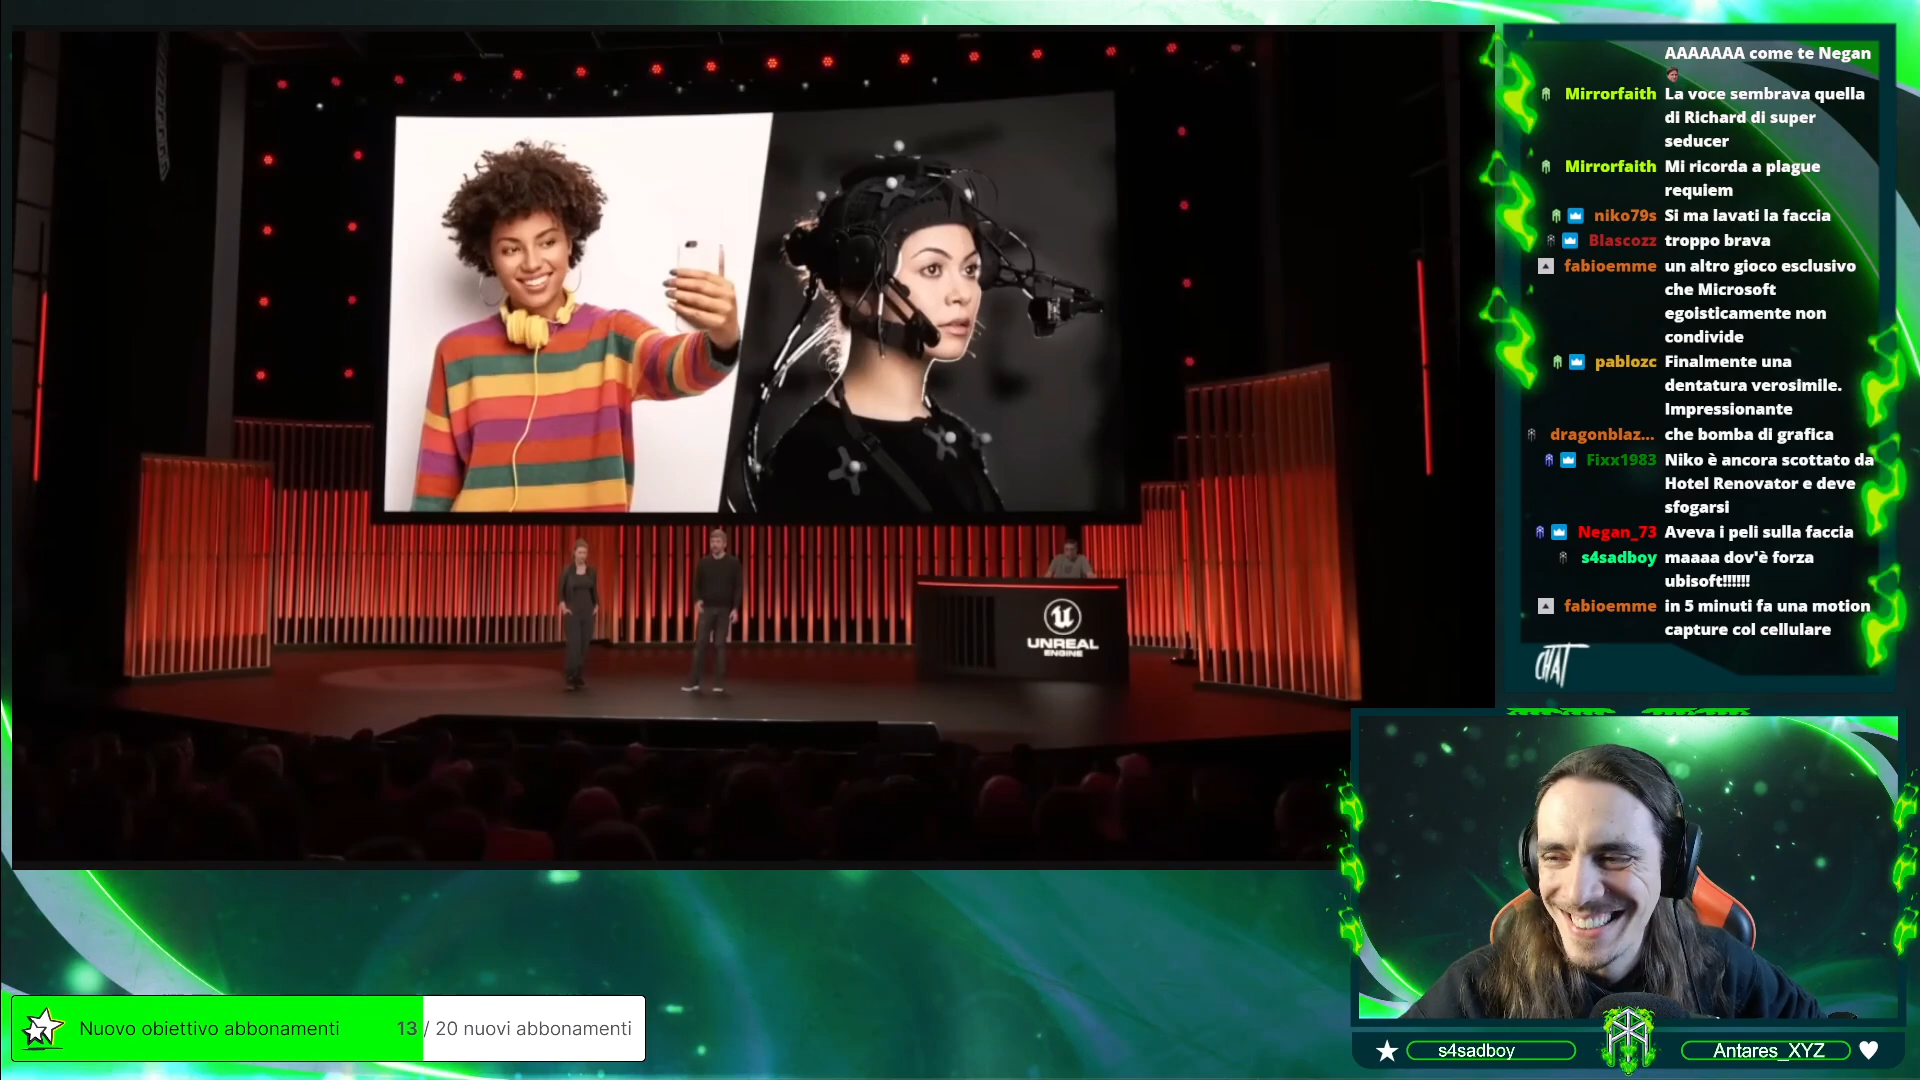 AAAAAAA come te Negan
Mirrorfaith La voce sembrava quella
di Richard di super
seducer
Mirrorfaith Mi ricorda a plague
requiem
niko79s Si ma lavati la faccia
Blascozz troppo brava
fabioemme un altro gioco esclusivo
che Microsoft
egoisticamente non
condivide
pablozc Finalmente una
dentatura verosimile.
Impressionante
dragonblaz... che bomba di grafica
Fixx1983 Niko è ancora scottato da
Hotel Renovator e deve
sfogarsi
Negan_73 Aveva i peli sulla faccia
s4sadboy maaaa dov'è forza
ubisoft!!!!!!
fabioemme in 5 minuti fa una motion
capture col cellulare
CHAT
UNREAL
ENGINE
Nuovo obiettivo abbonamenti 13 / 20 nuovi abbonamenti
s4sadboy
Antares_XYZ